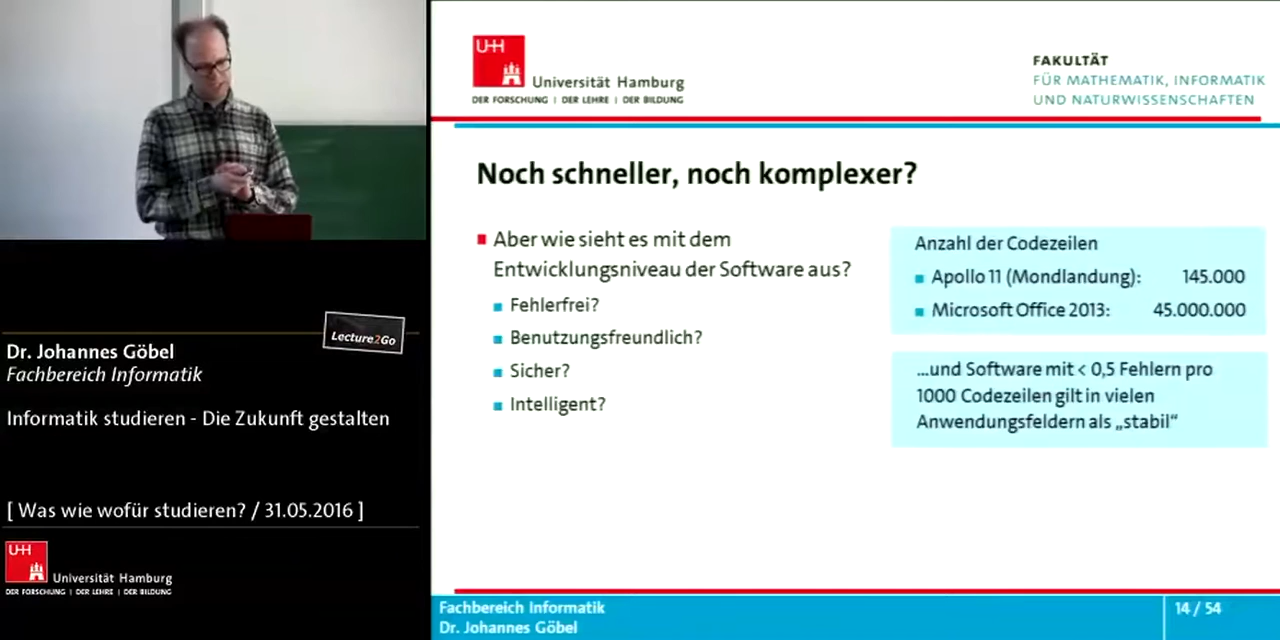 UH
Universität Hamburg
DER FORSCHUNG | DER LEHRE | DER BILDUNG
FAKULTÄT
FÜR MATHEMATIK, INFORMATIK
UND NATURWISSENSCHAFTEN
Noch schneller, noch komplexer?
Aber wie sieht es mit dem
Entwicklungsniveau der Software aus?
Fehlerfrei?
Benutzungsfreundlich?
Sicher?
Intelligent?
Anzahl der Codezeilen
Apollo 11 (Mondlandung): 145.000
Microsoft Office 2013: 45.000.000
...und Software mit < 0,5 Fehlern pro
1000 Codezeilen gilt in vielen
Anwendungsfeldern als „stabil“
Lecture2Go
Dr. Johannes Göbel
Fachbereich Informatik
Informatik studieren - Die Zukunft gestalten
[ Was wie wofür studieren? / 31.05.2016 ]
UH
Universität Hamburg
DER FORSCHUNG | DER LEHRE | DER BILDUNG
Fachbereich Informatik
Dr. Johannes Göbel
14 / 54